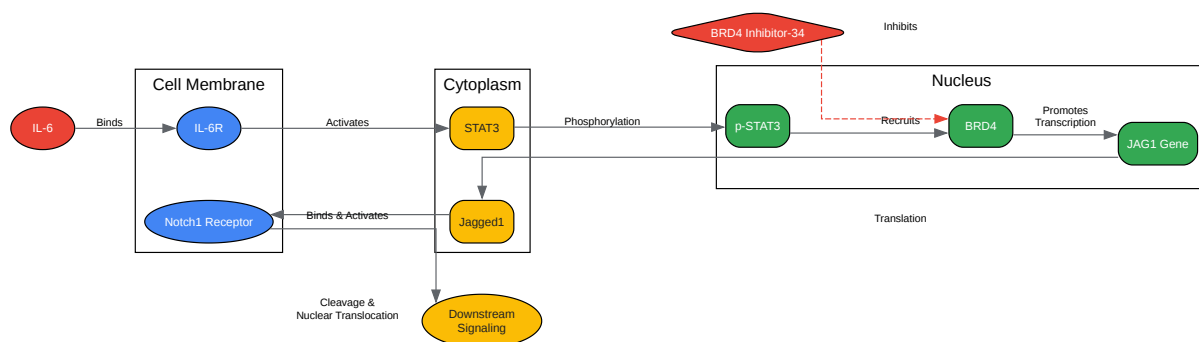 BRD4 Inhibitor-34
Inhibits
Cell Membrane
Cytoplasm
Nucleus
IL-6
Binds
IL-6R
Activates
STAT3
Phosphorylation
p-STAT3
Recruits
BRD4
Promotes
Transcription
JAG1 Gene
Notch1 Receptor
Binds & Activates
Jagged1
Translation
Cleavage &
Nuclear Translocation
Downstream
Signaling